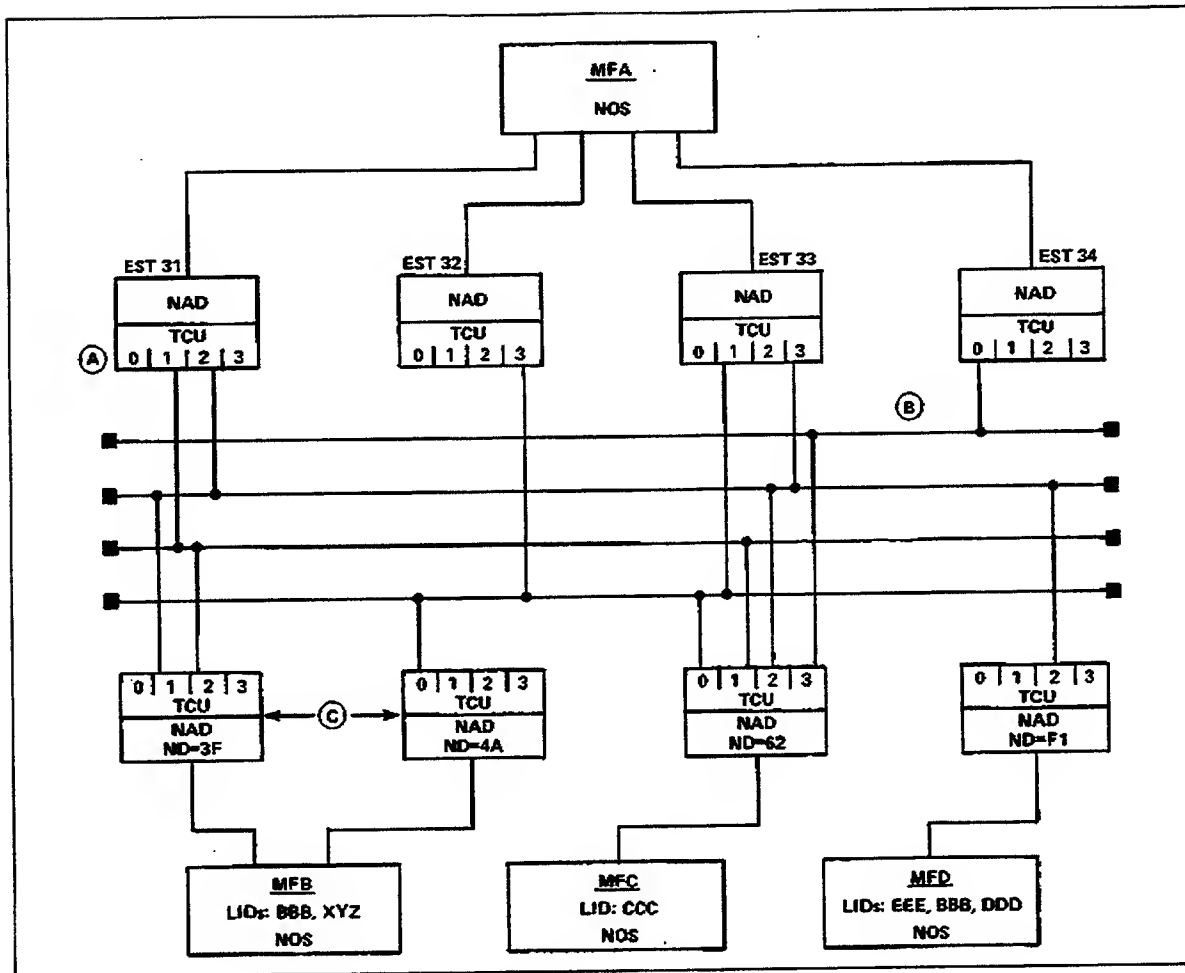 MFA
NOS
EST 31
EST 32
EST 33
EST 34
NAD
NAD
NAD
NAD
TCU
TCU
TCU
TCU
A
0 1 2 3
0 1 2 3
0 1 2 3
0 1 2 3
B
0 1 2 3
0 1 2 3
0 1 2 3
0 1 2 3
TCU
TCU
TCU
TCU
C
NAD
NAD
NAD
NAD
ND=3F
ND=4A
ND=62
ND=F1
MFB
LIDs: BBB, XYZ
NOS
MFC
LID: CCC
NOS
MFD
LIDs: EEE, BBB, DDD
NOS